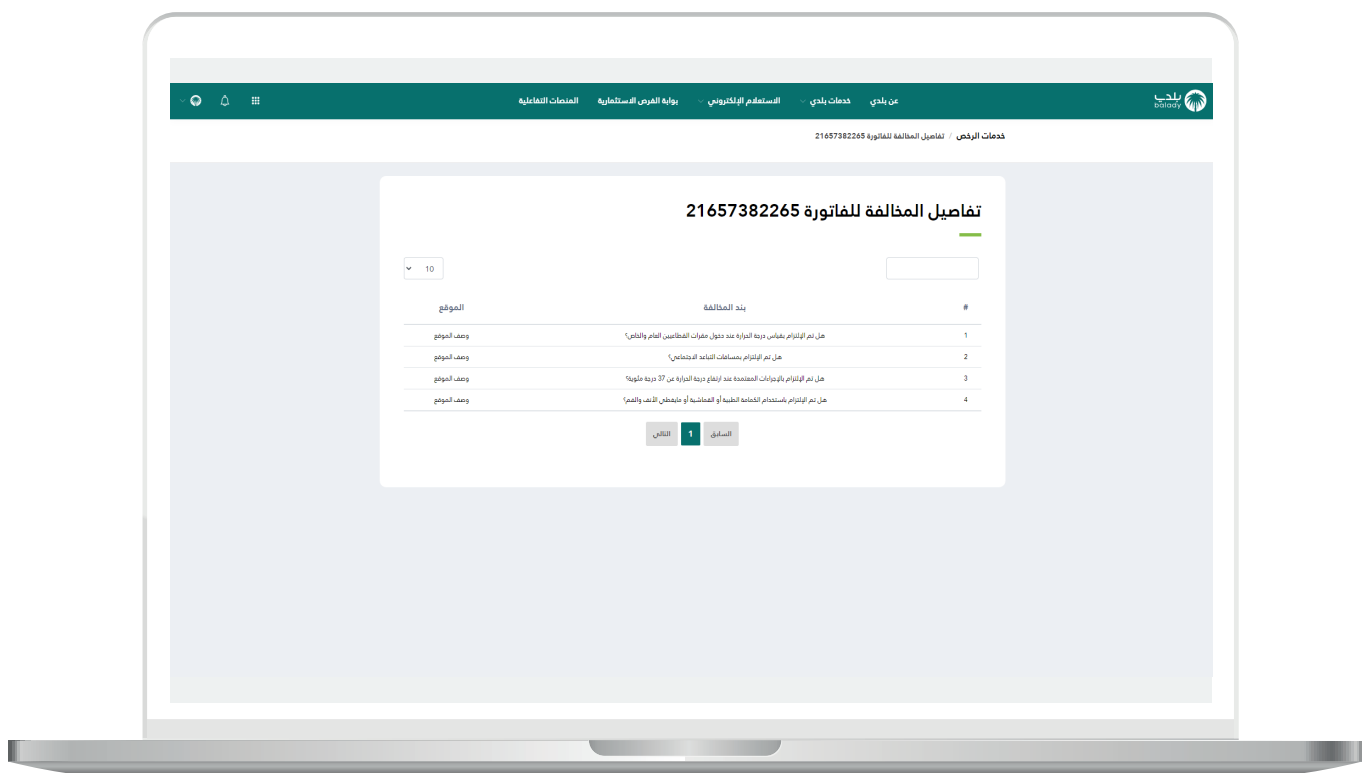 بلدي
balady
عن بلدي
خدمات بلدي
الاستعلام الإلكتروني
بوابة الفرص الاستثمارية
المنصات التفاعلية
خدمات الرخص / تفاصيل المخالفة للفاتورة 21657382265
تفاصيل المخالفة للفاتورة 21657382265
10
# بند المخالفة الموقع
1 هل تم الإلتزام بقياس درجة الحرارة عند دخول مقرات القطاعيين العام والخاص؟ وصف الموقع
2 هل تم الإلتزام بمسافات التباعد الاجتماعي؟ وصف الموقع
3 هل تم الإلتزام بالإجراءات المعتمدة عند ارتفاع درجة الحرارة عن 37 درجة مئوية؟ وصف الموقع
4 هل تم الإلتزام باستخدام الكمامة الطبية أو القماشية أو مايغطي الأنف والفم؟ وصف الموقع
السابق 1 التالي